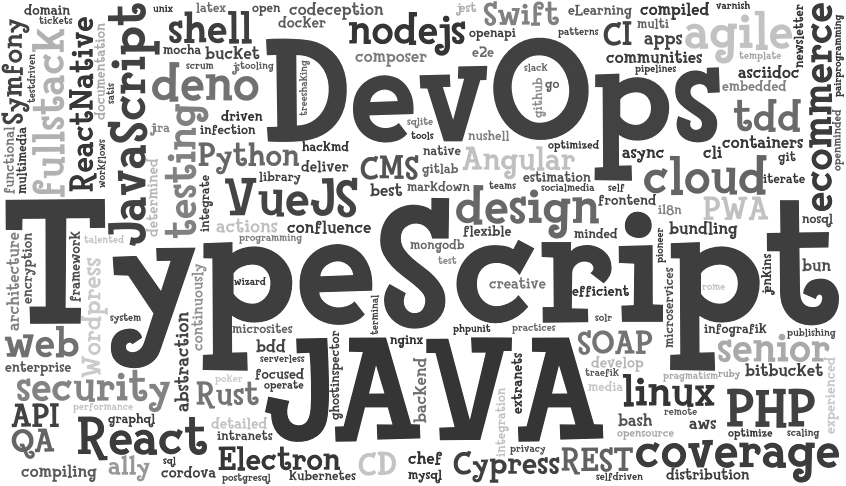 domain
tickets
unix
latex
open
codeception
docker
jest
Swift
eLearning
compiled
varnish
newsletter
pairprogramming
Symfony
testdriven
fullstack
ReactNative
documentation
satis
JavaScript
shell
mocha
bucket
scrum
jtooling
nodejs
openapi
patterns
CI
multi
apps
agile
template
ecommerce
composer
e2e
communities
pipelines
asciidoc
embedded
deno
treeshaking
DevOps
slack
github
go
tdd
functional
multimedia
workflows
determined
testing
jira
driven
infection
hackmd
sqlite
tools
nushell
native
optimized
async
cli
containers
git
openminded
Python
deliver
CMS
gitlab
Angular
estimation
cloud
iterate
integrate
library
VueJS
best
markdown
teams
socialmedia
self
design
frontend
il8n
PWA
nosql
actions
programming
confluence
flexible
minded
pioneer
bundling
TypeScript
architecture
encryption
framework
talented
Wordpress
continuously
wizard
mongodb
test
creative
efficient
microservices
rome
jenkins
bun
system
abstraction
microsites
terminal
solr
infografik
publishing
web
enterprise
bdd
serverless
focused
operate
ghostinspector
nginx
phpunit
practices
SOAP
develop
traefik
media
senior
pragmatism
ruby
bitbucket
experienced
security
performance
poker
Rust
JAVA
backend
integration
extranets
linux
API
graphql
QA
React
detailed
intranets
bash
remote
opensource
aws
PHP
optimize
scaling
compiling
ally
sql
cordova
Electron
postgresql
Kubernetes
CD
chef
mysql
Cypress
privacy
REST
selfdriven
coverage
distribution